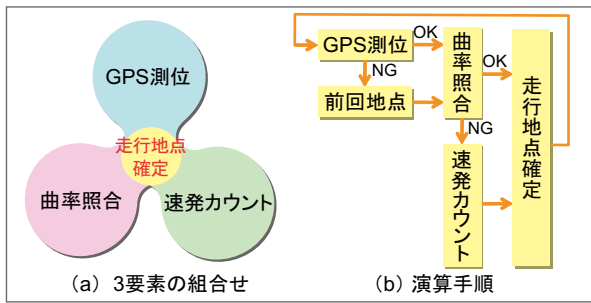 GPS測位
走行地点
確定
曲率照合
速発カウント
(a) 3要素の組合せ
GPS測位
OK
NG
前回地点
曲率照合
OK
NG
速発カウント
走行地点確定
(b) 演算手順